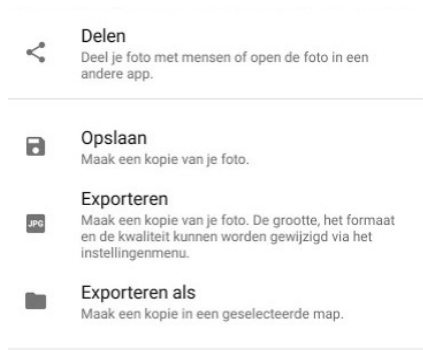 Delen
Deel je foto met mensen of open de foto in een
andere app.
Opslaan
Maak een kopie van je foto.
Exporteren
JPG
Maak een kopie van je foto. De grootte, het formaat
en de kwaliteit kunnen worden gewijzigd via het
instellingenmenu.
Exporteren als
Maak een kopie in een geselecteerde map.